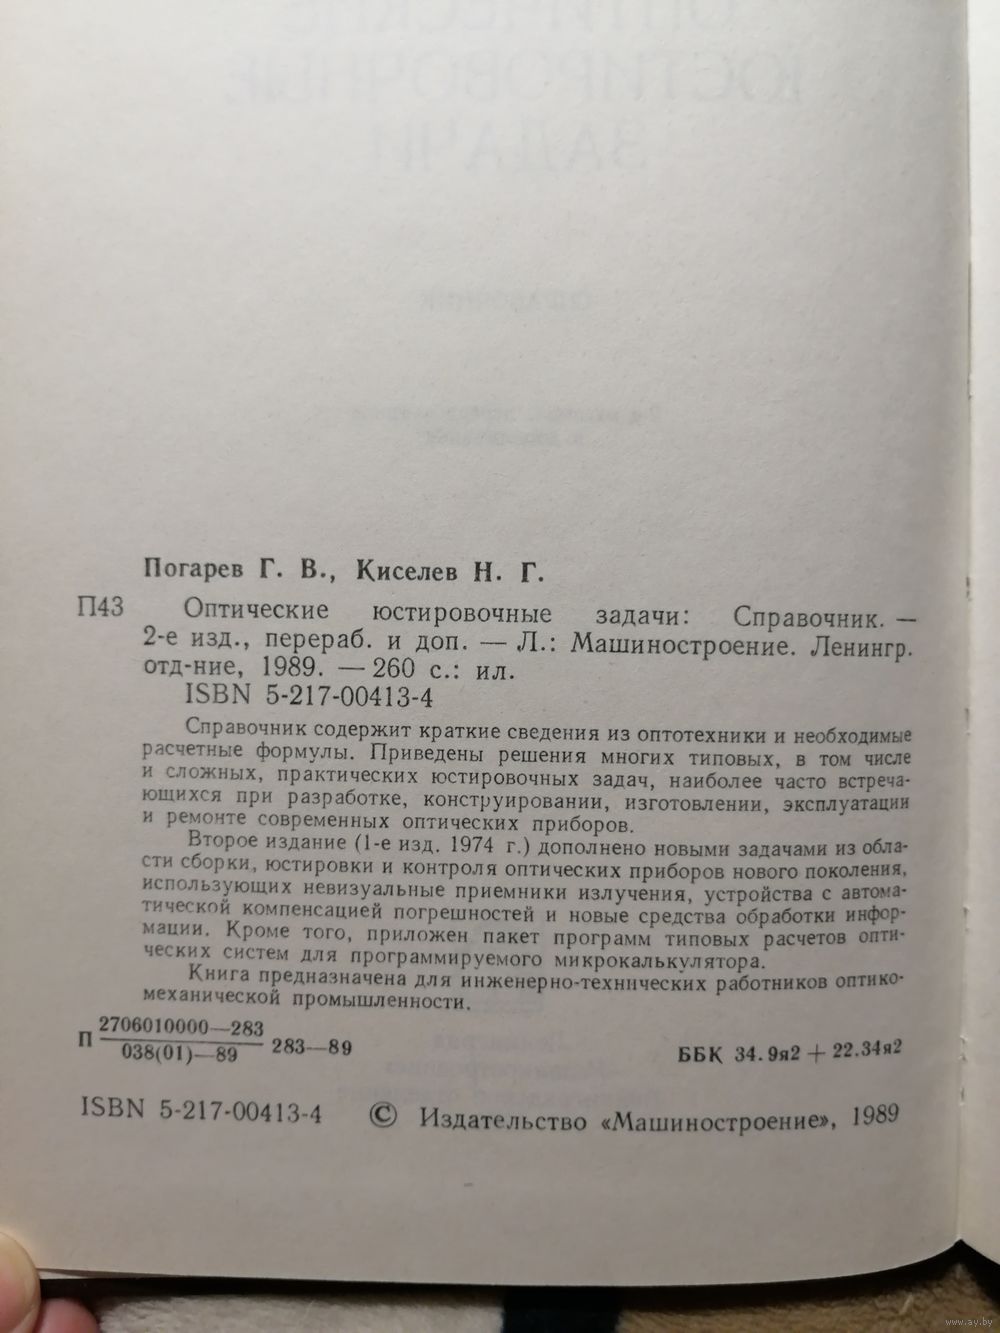 Погарев Г. В., Киселев Н. Г.
П43 Оптические юстировочные задачи: Справочник. —
2-е изд., перераб. и доп. — Л.: Машиностроение. Ленингр.
отд-ние, 1989. — 260 с.: ил.
ISBN 5-217-00413-4
Справочник содержит краткие сведения из оптотехники и необходимые
расчетные формулы. Приведены решения многих типовых, в том числе
и сложных, практических юстировочных задач, наиболее часто встреча-
ющихся при разработке, конструировании, изготовлении, эксплуатации
и ремонте современных оптических приборов.
Второе издание (1-е изд. 1974 г.) дополнено новыми задачами из обла-
сти сборки, юстировки и контроля оптических приборов нового поколения,
использующих невизуальные приемники излучения, устройства с автома-
тической компенсацией погрешностей и новые средства обработки инфор-
мации. Кроме того, приложен пакет программ типовых расчетов опти-
ческих систем для программируемого микрокалькулятора.
Книга предназначена для инженерно-технических работников оптико-
механической промышленности.
П 2706010000—283
038(01)—89 283—89
ББК 34.9я2 + 22.34я2
ISBN 5-217-00413-4 © Издательство «Машиностроение», 1989
www.ay.by